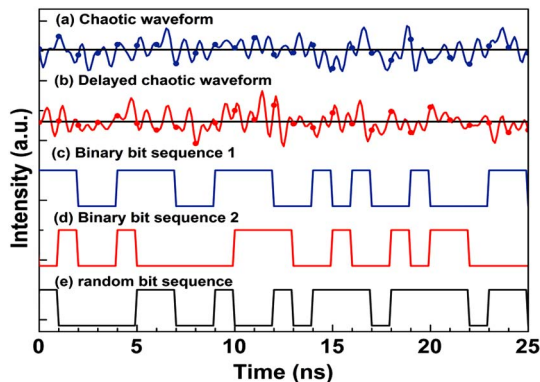 (a) Chaotic waveform
(b) Delayed chaotic waveform
(c) Binary bit sequence 1
(d) Binary bit sequence 2
(e) random bit sequence
Intensity (a.u.)
0 5 10 15 20 25
Time (ns)